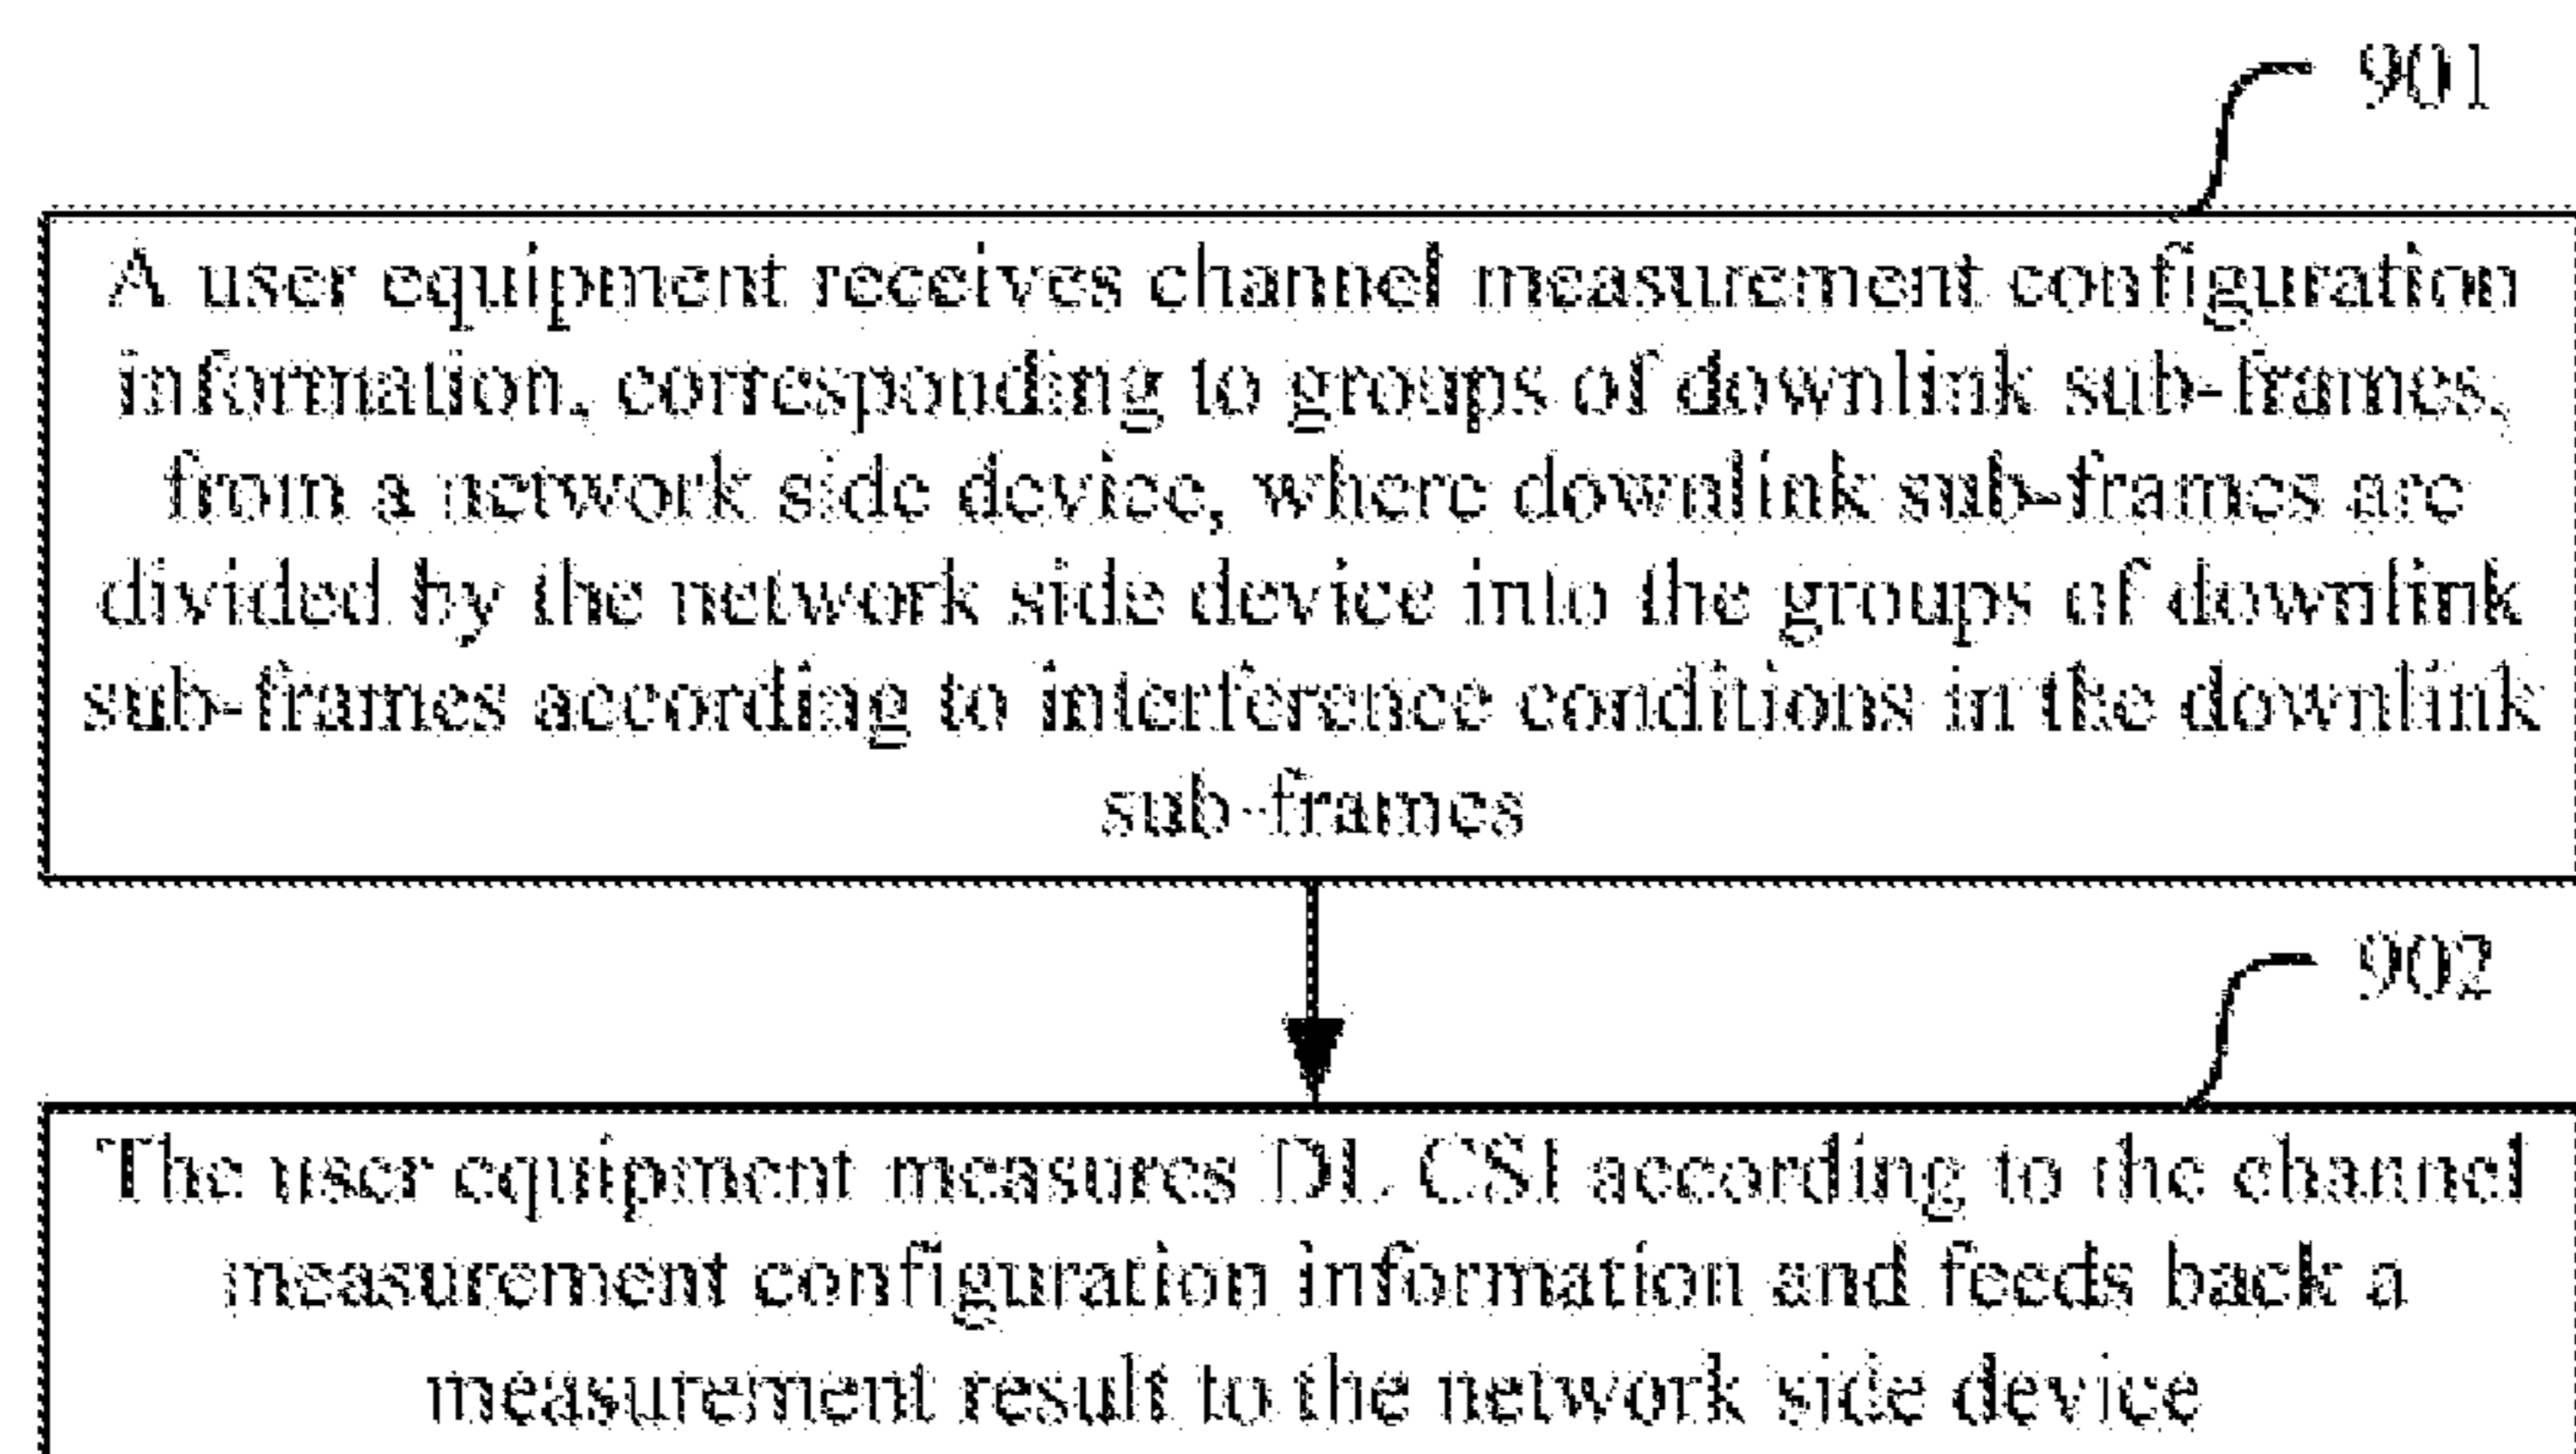 901
A user equipment receives channel measurement configuration
information, corresponding to groups of downlink sub-frames,
from a network side device, where downlink sub-frames are
divided by the network side device into the groups of downlink
sub-frames according to interference conditions in the downlink
sub-frames
902
The user equipment measures DL CSI according to the channel
measurement configuration information and feeds back a
measurement result to the network side device